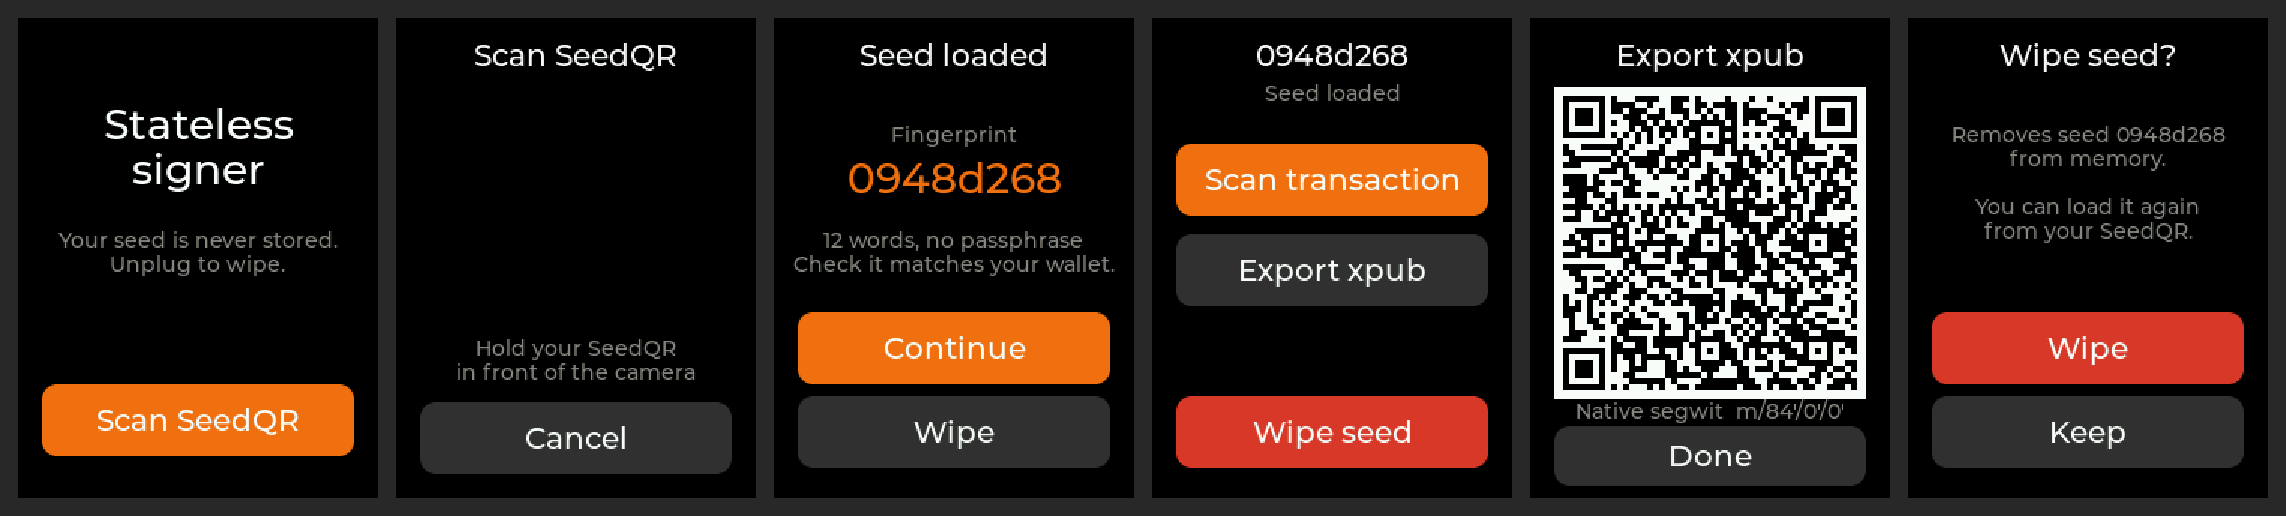 Stateless
signer
Your seed is never stored.
Unplug to wipe.
Scan SeedQR
Scan SeedQR
Hold your SeedQR
in front of the camera
Cancel
Seed loaded
Fingerprint
0948d268
12 words, no passphrase
Check it matches your wallet.
Continue
Wipe
0948d268
Seed loaded
Scan transaction
Export xpub
Wipe seed
Export xpub
Native segwit  m/84'/0'/0'
Done
Wipe seed?
Removes seed 0948d268
from memory.
You can load it again
from your SeedQR.
Wipe
Keep